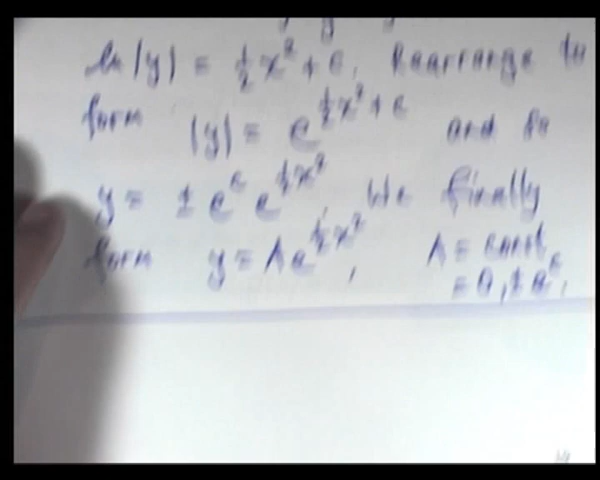 ln|y| = ½x² + c. Rearrange to
form |y| = e^{½x² + c} and so
y = ± e^c e^{½x²}. We finally
form y = A e^{½x²}, A = const
= 0, ± e^c.